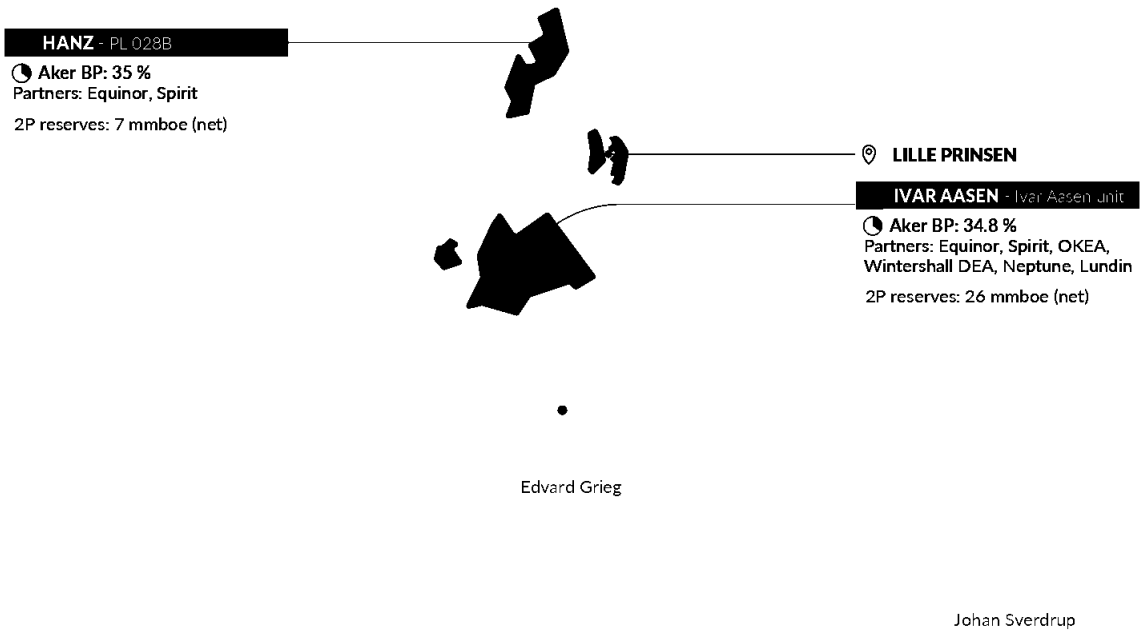 HANZ - PL 028B
Aker BP: 35 %
Partners: Equinor, Spirit
2P reserves: 7 mmboe (net)
LILLE PRINSEN
IVAR AASEN - Ivar Aasen unit
Aker BP: 34.8 %
Partners: Equinor, Spirit, OKEA,
Wintershall DEA, Neptune, Lundin
2P reserves: 26 mmboe (net)
Edvard Grieg
Johan Sverdrup